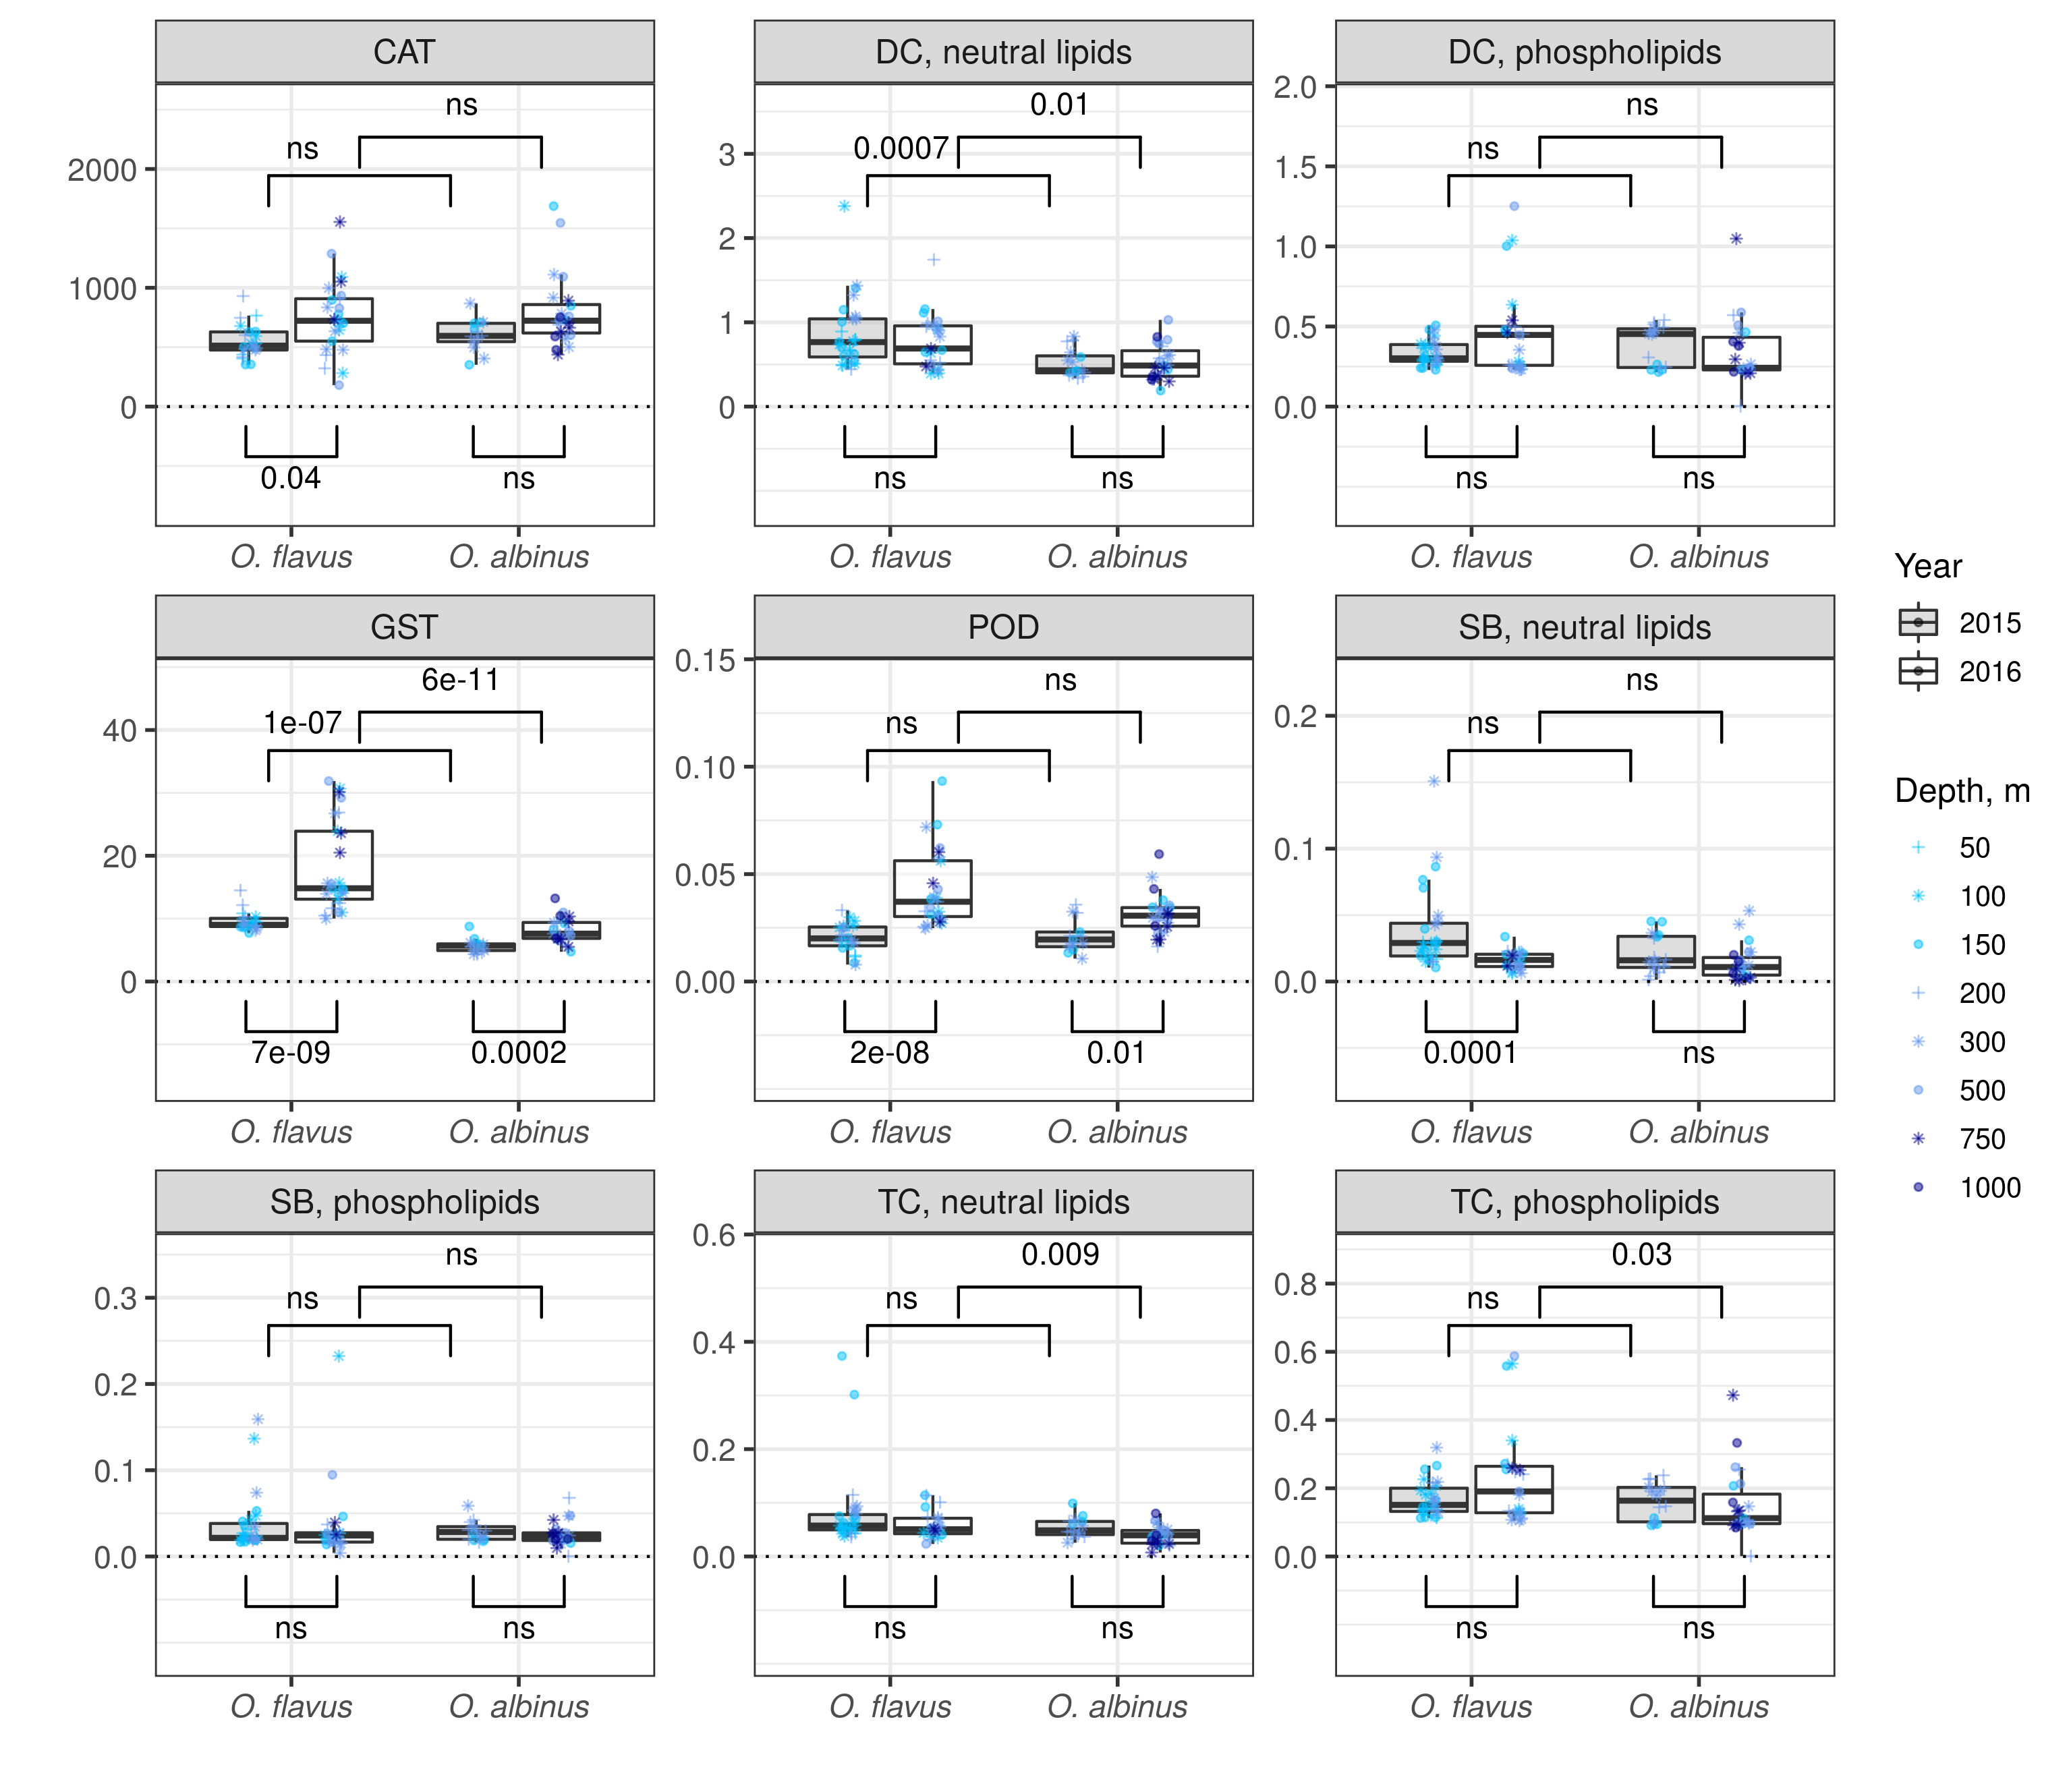 CAT
DC, neutral lipids
DC, phospholipids
ns
ns
2000
1000
0
0.04
ns
O. flavus
O. albinus
0.01
0.0007
3
2
1
0
ns
ns
O. flavus
O. albinus
2.0
ns
ns
1.5
1.0
0.5
0.0
ns
ns
O. flavus
O. albinus
GST
POD
SB, neutral lipids
6e-11
1e-07
40
20
0
7e-09
0.0002
O. flavus
O. albinus
0.15
ns
ns
0.10
0.05
0.00
2e-08
0.01
O. flavus
O. albinus
ns
ns
0.2
0.1
0.0
0.0001
ns
O. flavus
O. albinus
SB, phospholipids
TC, neutral lipids
TC, phospholipids
ns
ns
0.3
0.2
0.1
0.0
ns
ns
O. flavus
O. albinus
0.6
0.009
ns
0.4
0.2
0.0
ns
ns
O. flavus
O. albinus
0.03
ns
0.8
0.6
0.4
0.2
0.0
ns
ns
O. flavus
O. albinus
Year
2015
2016
Depth, m
50
100
150
200
300
500
750
1000